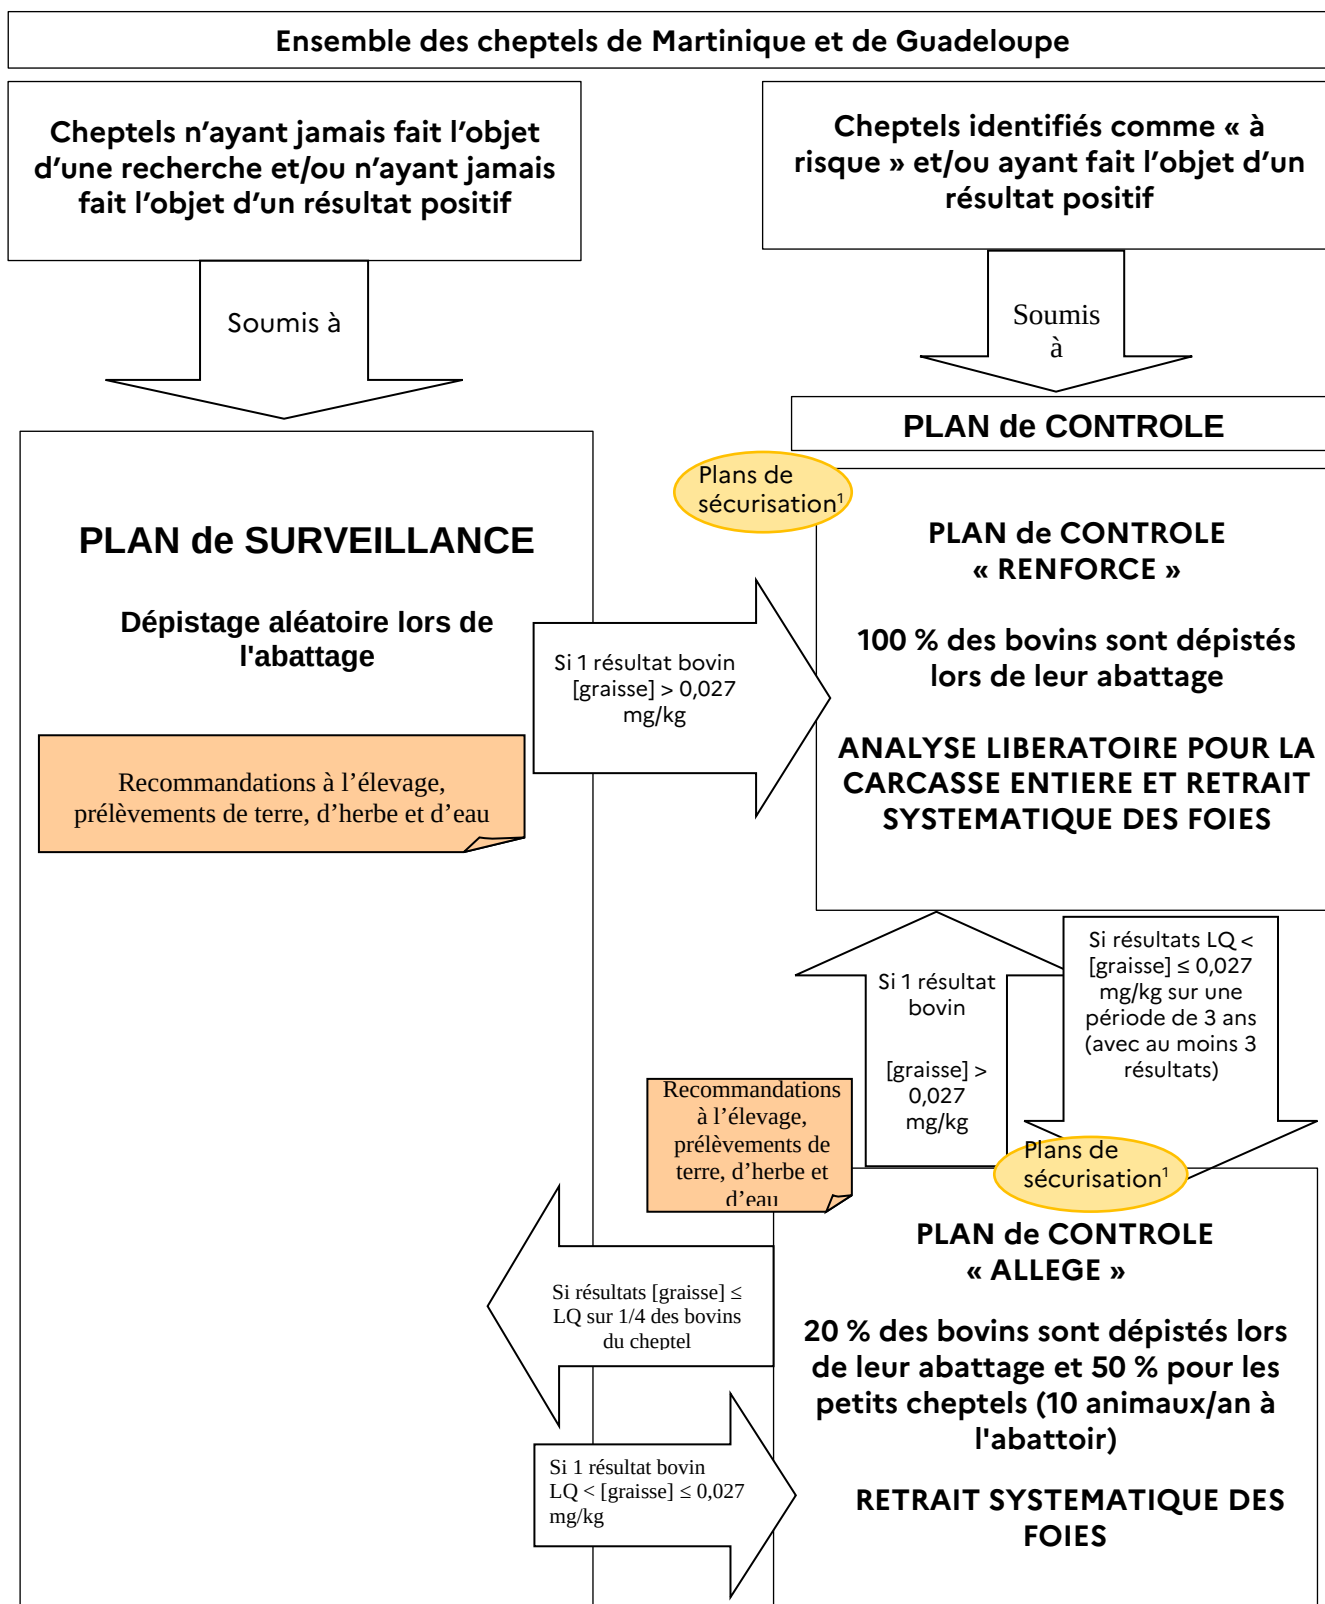 Ensemble des cheptels de Martinique et de Guadeloupe
Cheptels n’ayant jamais fait l’objet
d’une recherche et/ou n’ayant jamais
fait l’objet d’un résultat positif
Cheptels identifiés comme « à
risque » et/ou ayant fait l’objet d’un
résultat positif
Soumis à
Soumis
à
PLAN de CONTROLE
Plans de
sécurisation¹
PLAN de SURVEILLANCE
Dépistage aléatoire lors de
l'abattage
Recommandations à l’élevage,
prélèvements de terre, d’herbe et d’eau
Si 1 résultat bovin
[graisse] > 0,027
mg/kg
PLAN de CONTROLE
« RENFORCE »
100 % des bovins sont dépistés
lors de leur abattage
ANALYSE LIBERATOIRE POUR LA
CARCASSE ENTIERE ET RETRAIT
SYSTEMATIQUE DES FOIES
Si 1 résultat
bovin
[graisse] >
0,027
mg/kg
Si résultats LQ <
[graisse] ≤ 0,027
mg/kg sur une
période de 3 ans
(avec au moins 3
résultats)
Recommandations
à l’élevage,
prélèvements de
terre, d’herbe et
d’eau
Plans de
sécurisation¹
PLAN de CONTROLE
« ALLEGE »
20 % des bovins sont dépistés lors
de leur abattage et 50 % pour les
petits cheptels (10 animaux/an à
l'abattoir)
RETRAIT SYSTEMATIQUE DES
FOIES
Si résultats [graisse] ≤
LQ sur 1/4 des bovins
du cheptel
Si 1 résultat bovin
LQ < [graisse] ≤ 0,027
mg/kg